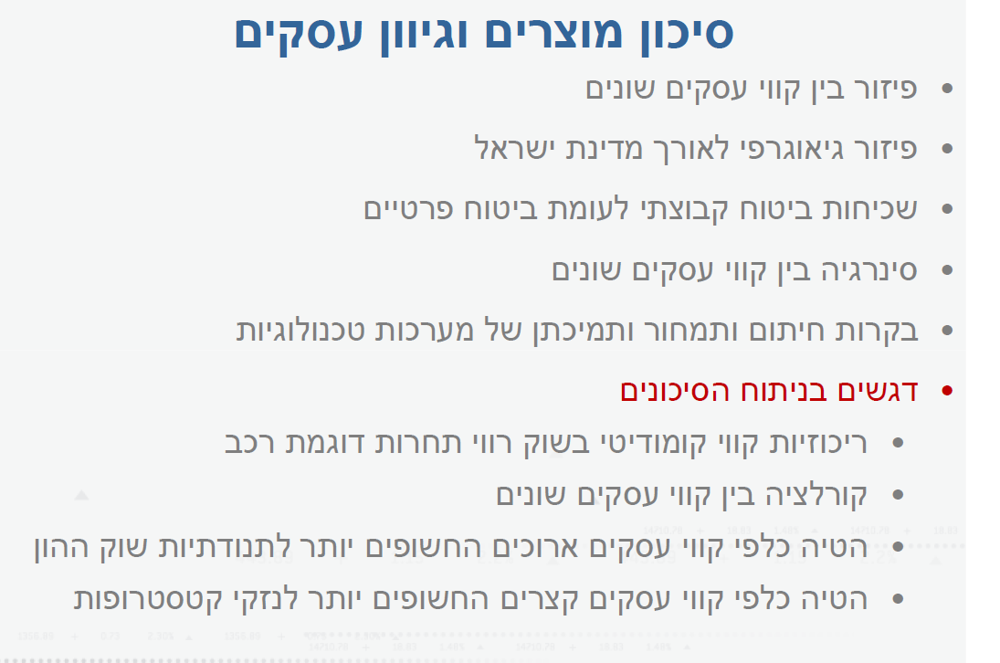 סיכון מוצרים וגיוון עסקים
• פיזור בין קווי עסקים שונים
• פיזור גיאוגרפי לאורך מדינת ישראל
• שכיחות ביטוח קבוצתי לעומת ביטוח פרטיים
• סינרגיה בין קווי עסקים שונים
• בקרות חיתום ותמחור ותמיכתן של מערכות טכנולוגיות
• דגשים בניתוח הסיכונים
• ריכוזיות קווי קומודיטי בשוק רווי תחרות דוגמת רכב
• קורלציה בין קווי עסקים שונים
• הטיה כלפי קווי עסקים ארוכים החשופים יותר לתנודתיות שוק ההון
• הטיה כלפי קווי עסקים קצרים החשופים יותר לנזקי קטסטרופות